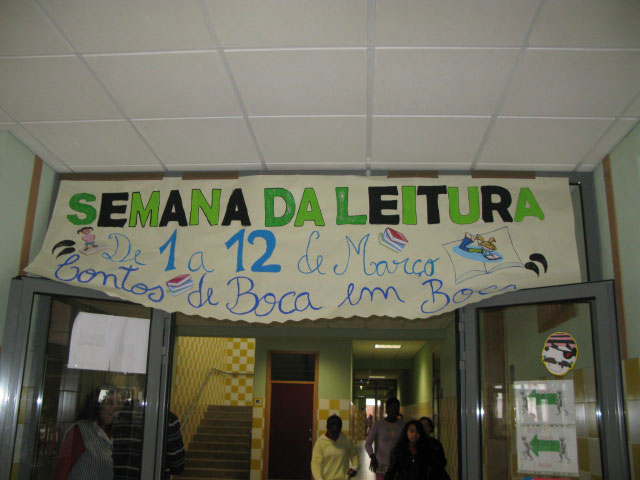 SEMANA DA LEITURA
De 1 a 12 de Março
Contos de Boca em Boca